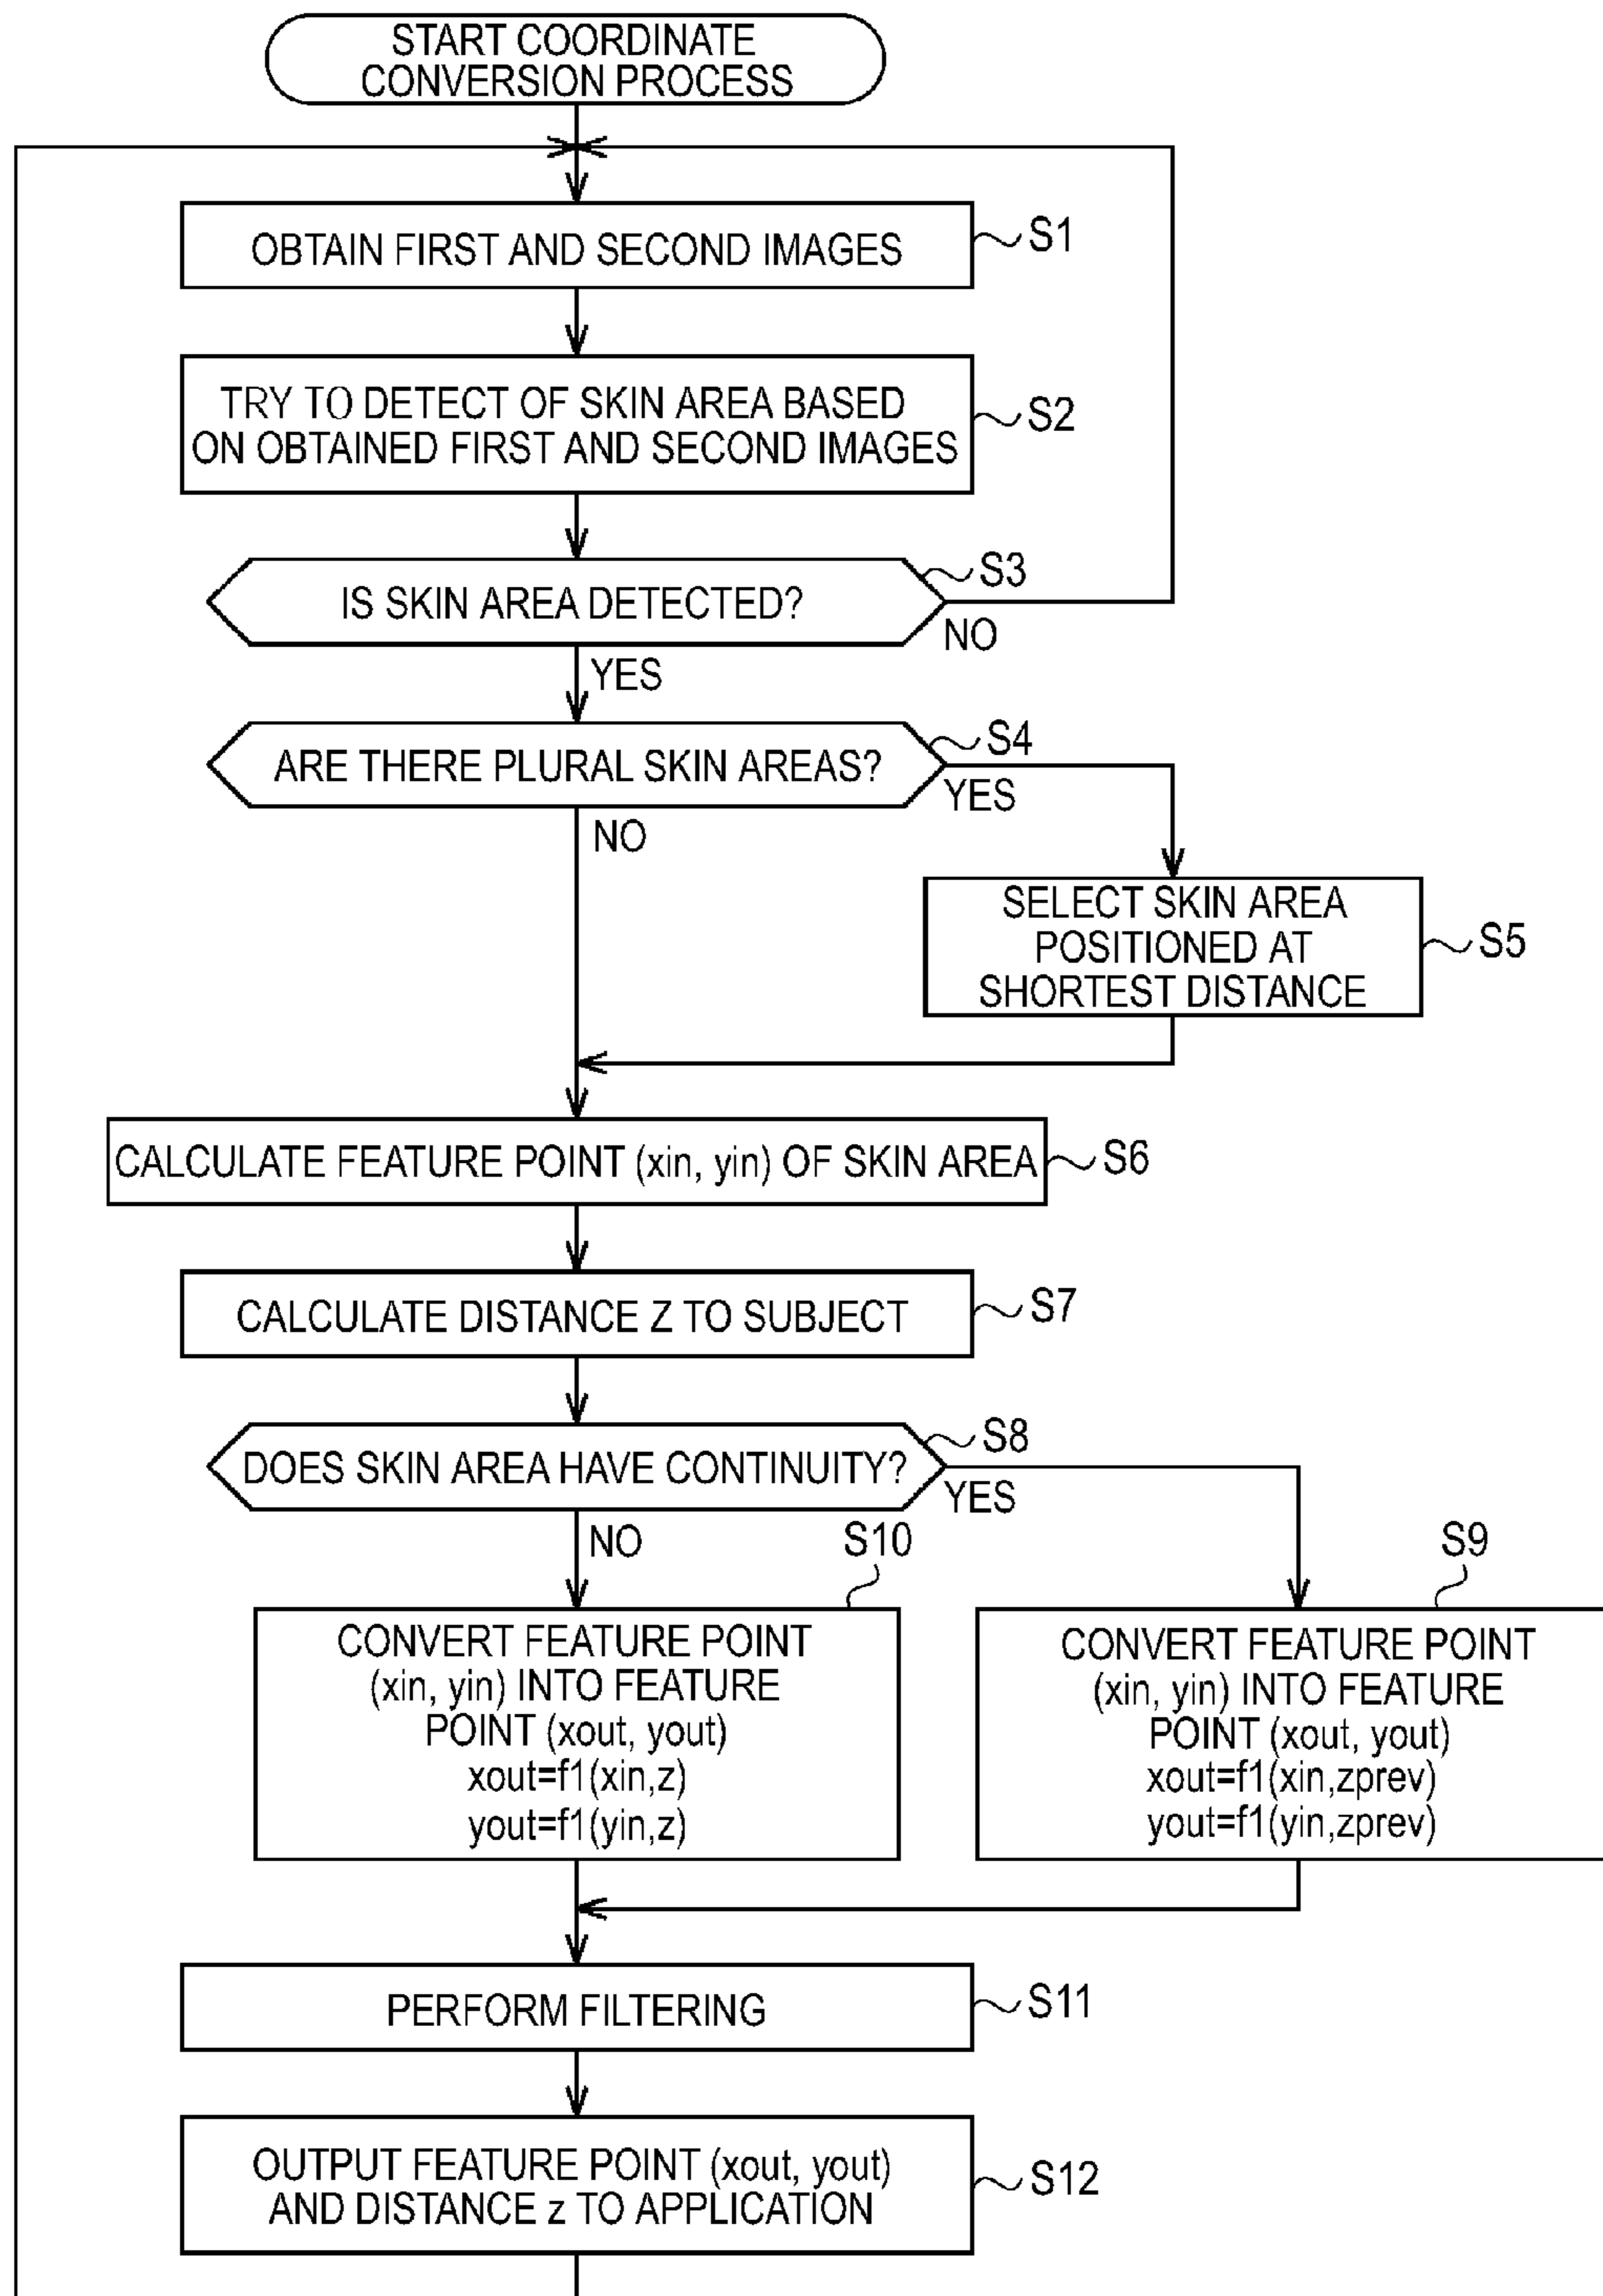 START COORDINATE
CONVERSION PROCESS
OBTAIN FIRST AND SECOND IMAGES
S1
TRY TO DETECT OF SKIN AREA BASED
ON OBTAINED FIRST AND SECOND IMAGES
S2
IS SKIN AREA DETECTED?
S3
NO
YES
ARE THERE PLURAL SKIN AREAS?
S4
YES
NO
SELECT SKIN AREA
POSITIONED AT
SHORTEST DISTANCE
S5
CALCULATE FEATURE POINT (xin, yin) OF SKIN AREA
S6
CALCULATE DISTANCE Z TO SUBJECT
S7
DOES SKIN AREA HAVE CONTINUITY?
S8
YES
NO
S10
CONVERT FEATURE POINT
(xin, yin) INTO FEATURE
POINT (xout, yout)
xout=f1(xin,z)
yout=f1(yin,z)
S9
CONVERT FEATURE POINT
(xin, yin) INTO FEATURE
POINT (xout, yout)
xout=f1(xin,zprev)
yout=f1(yin,zprev)
PERFORM FILTERING
S11
OUTPUT FEATURE POINT (xout, yout)
AND DISTANCE z TO APPLICATION
S12